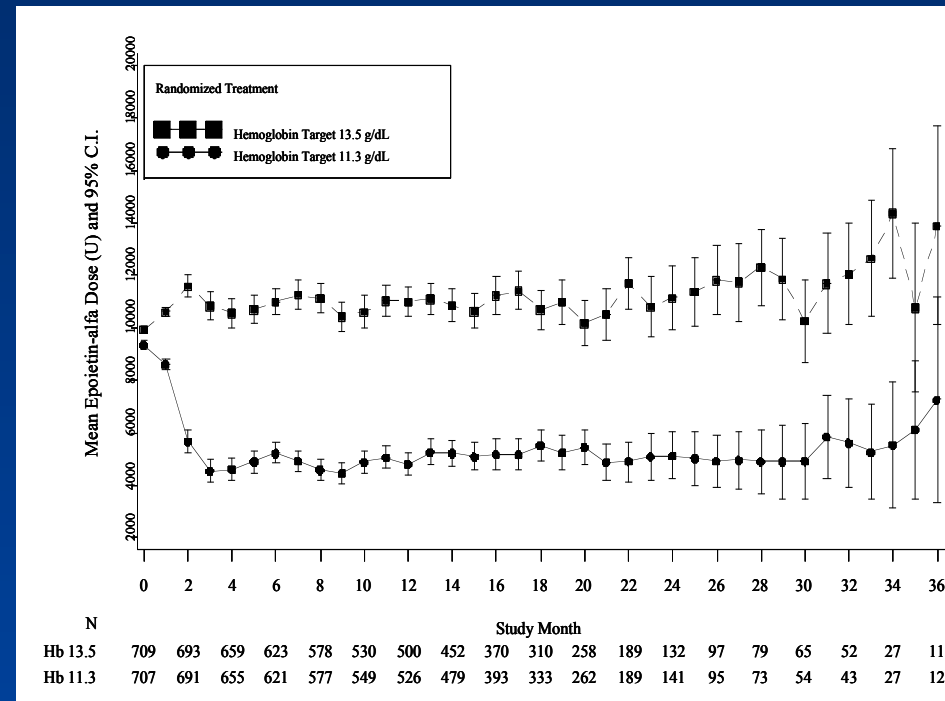 20000
18000
16000
14000
12000
10000
8000
6000
4000
2000
Mean Epoietin-alfa Dose (U) and 95% C.I.
Randomized Treatment
Hemoglobin Target 13.5 g/dL
Hemoglobin Target 11.3 g/dL
0 2 4 6 8 10 12 14 16 18 20 22 24 26 28 30 32 34 36
N
Study Month
Hb 13.5 709 693 659 623 578 530 500 452 370 310 258 189 132 97 79 65 52 27 11
Hb 11.3 707 691 655 621 577 549 526 479 393 333 262 189 141 95 73 54 43 27 12